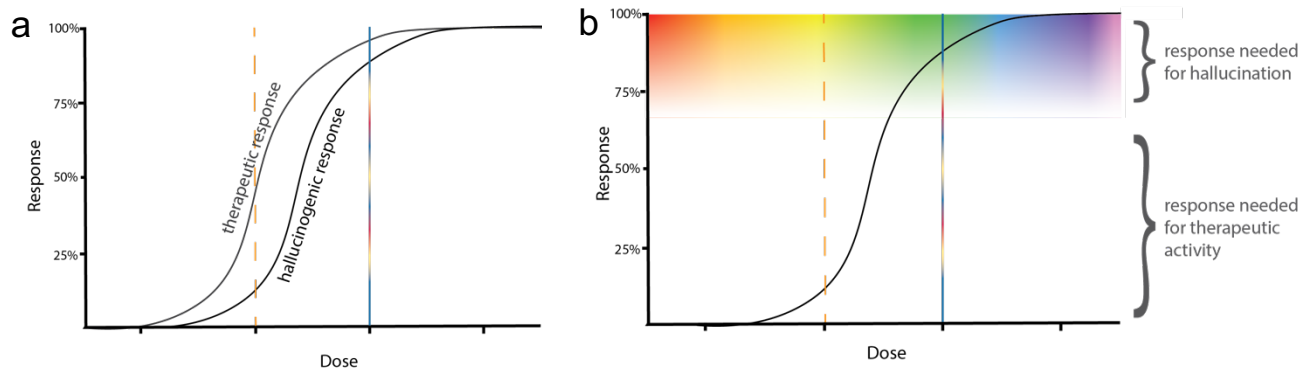 a
100%
75%
50%
25%
Response
therapeutic response
hallucinogenic response
Dose
b
100%
75%
50%
25%
Response
Dose
response needed
for hallucination
response needed
for therapeutic
activity